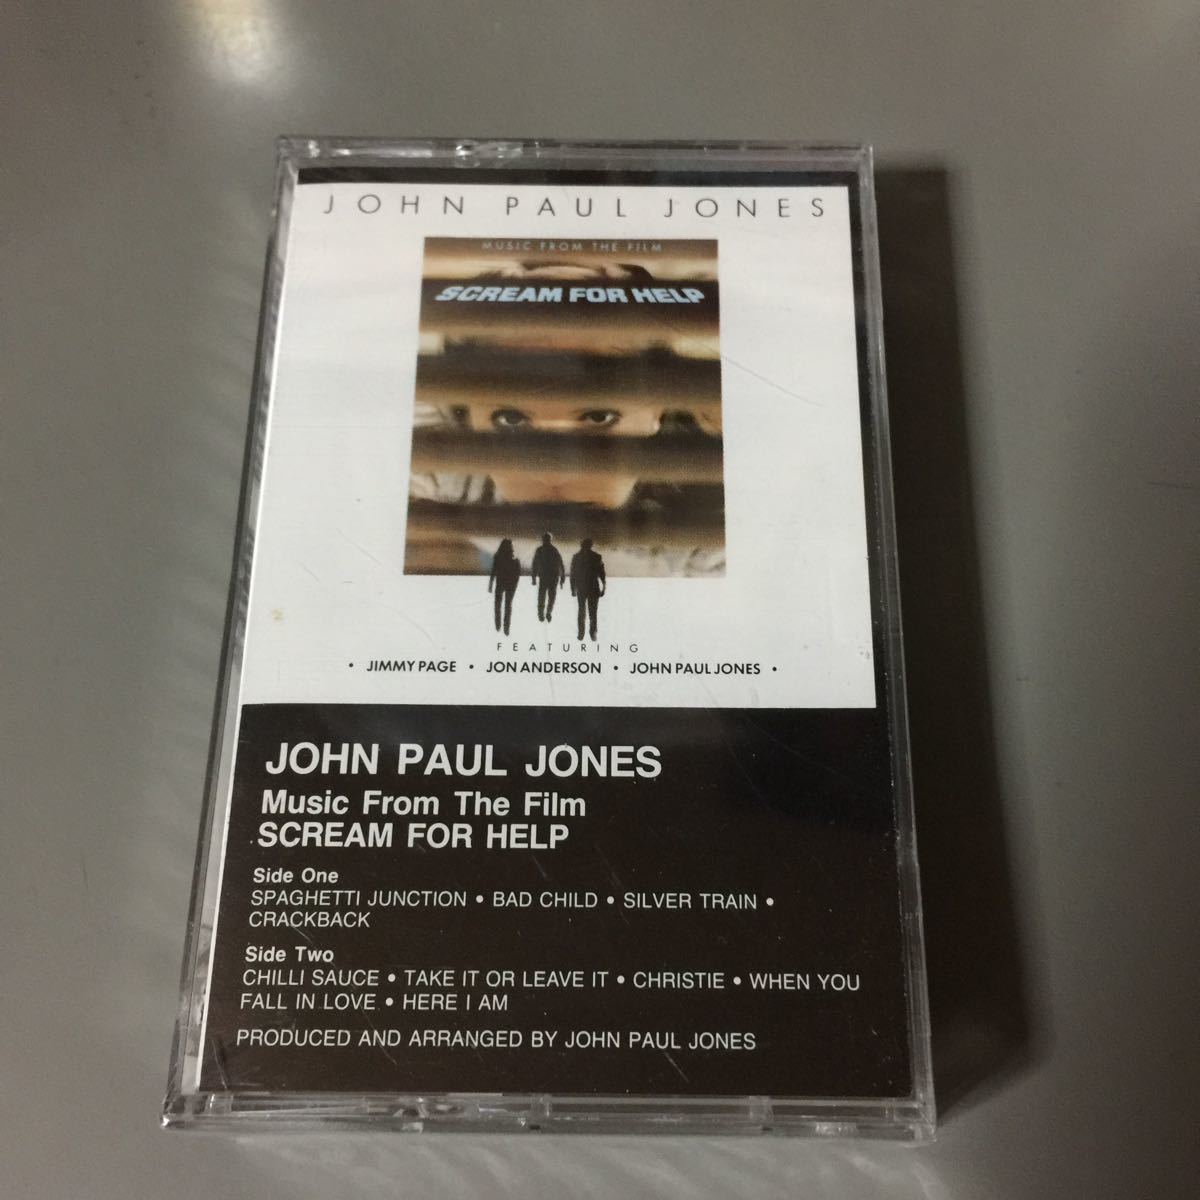 JOHN PAUL JONES
MUSIC FROM THE FILM
SCREAM FOR HELP
FEATURING
• JIMMY PAGE • JON ANDERSON • JOHN PAUL JONES •
JOHN PAUL JONES
Music From The Film
SCREAM FOR HELP
Side One
SPAGHETTI JUNCTION • BAD CHILD • SILVER TRAIN •
CRACKBACK
Side Two
CHILLI SAUCE • TAKE IT OR LEAVE IT • CHRISTIE • WHEN YOU
FALL IN LOVE • HERE I AM
PRODUCED AND ARRANGED BY JOHN PAUL JONES